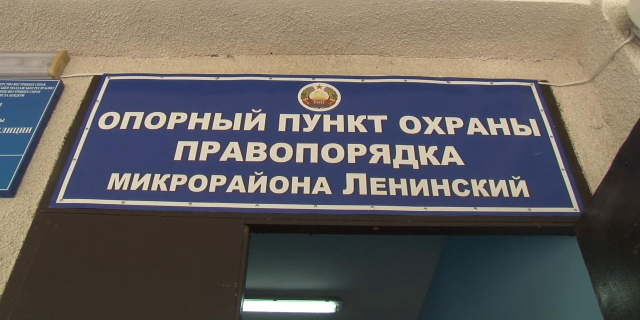 ОПОРНЫЙ ПУНКТ ОХРАНЫ
ПРАВОПОРЯДКА
МИКРОРАЙОНА ЛЕНИНСКИЙ